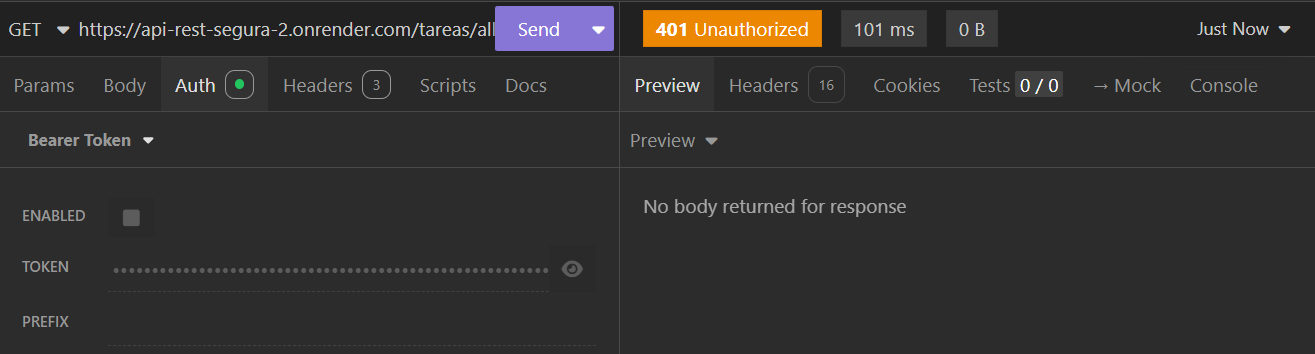 GET https://api-rest-segura-2.onrender.com/tareas/all Send 401 Unauthorized 101 ms 0 B Just Now
Params Body Auth Headers 3 Scripts Docs Preview Headers 16 Cookies Tests 0 / 0 → Mock Console
Bearer Token Preview
ENABLED No body returned for response
TOKEN ••••••••••••••••••••••••••••••••••••••••••••••••••••••••
PREFIX